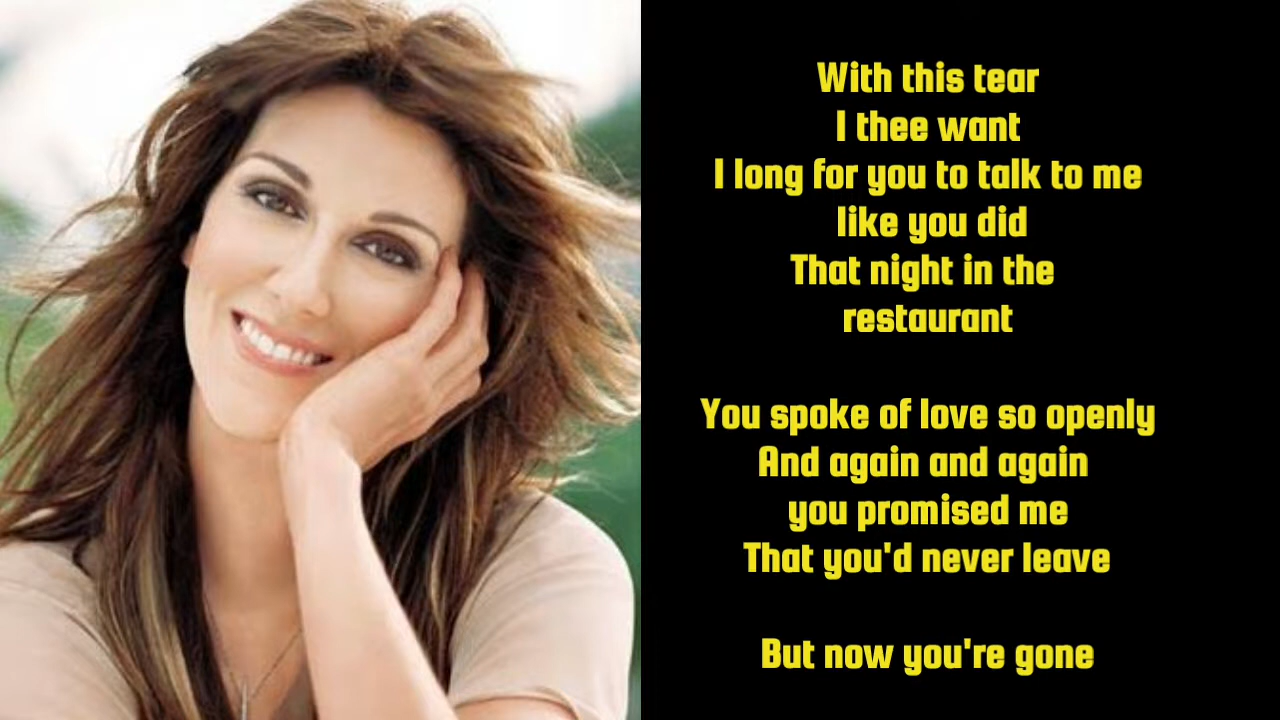 With this tear
I thee want
I long for you to talk to me
like you did
That night in the
restaurant
You spoke of love so openly
And again and again
you promised me
That you'd never leave
But now you're gone